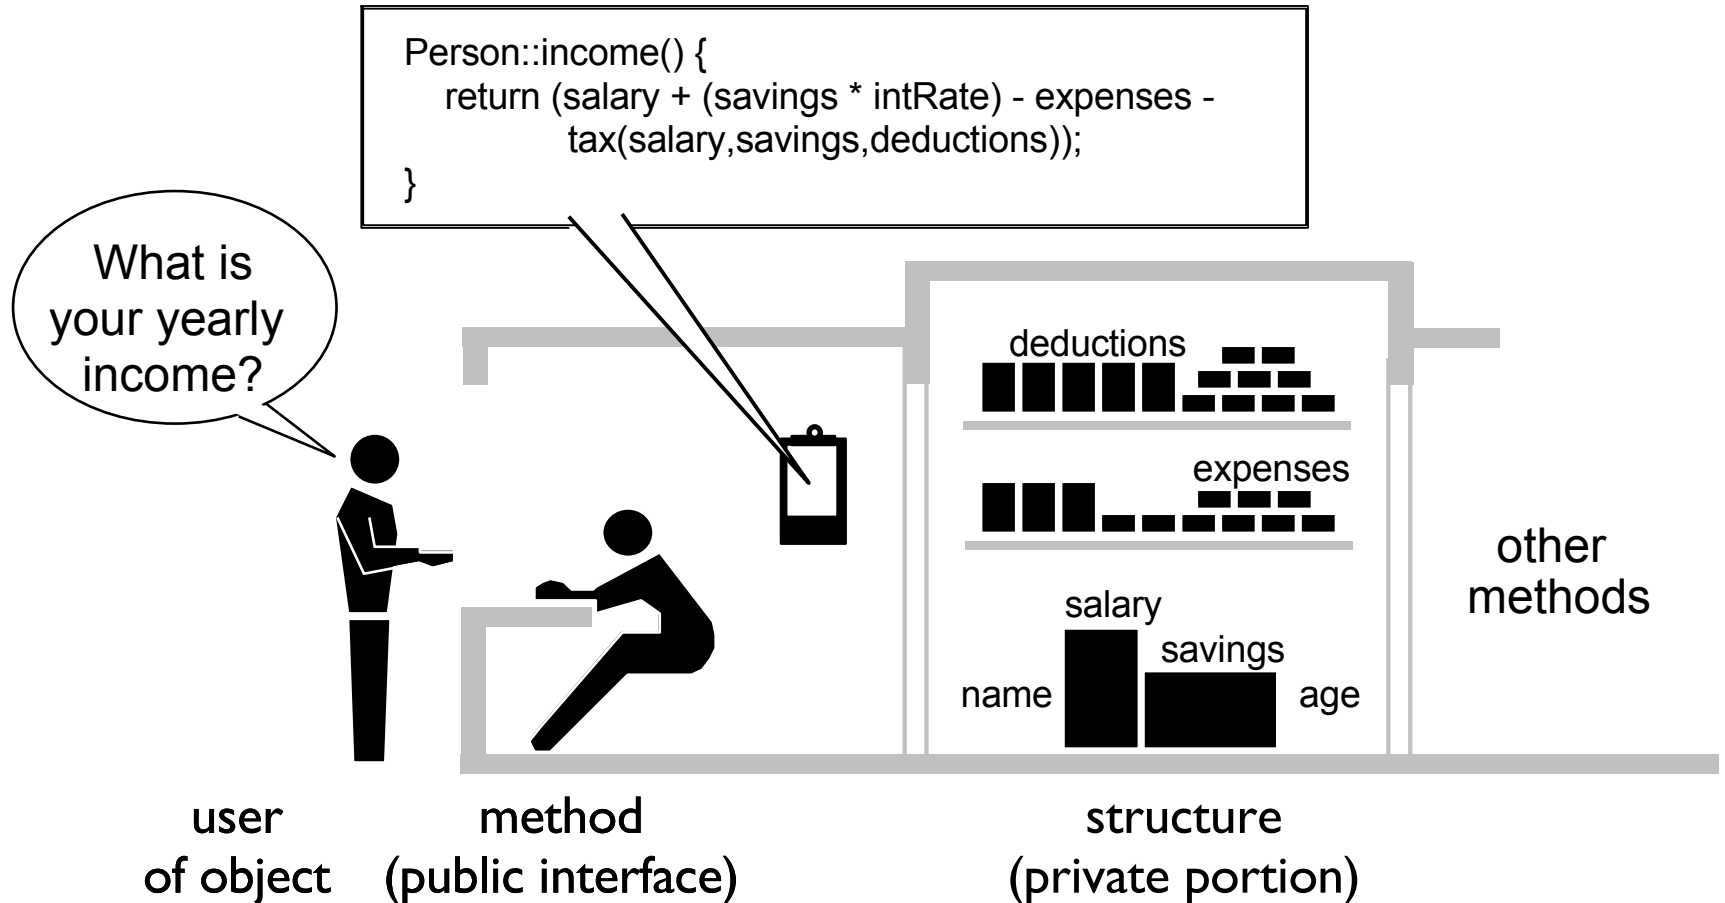 Person::income() {
return (salary + (savings * intRate) - expenses -
tax(salary,savings,deductions));
}
What is
your yearly
income?
deductions
expenses
salary
savings
name
age
other
methods
user
of object
method
(public interface)
structure
(private portion)